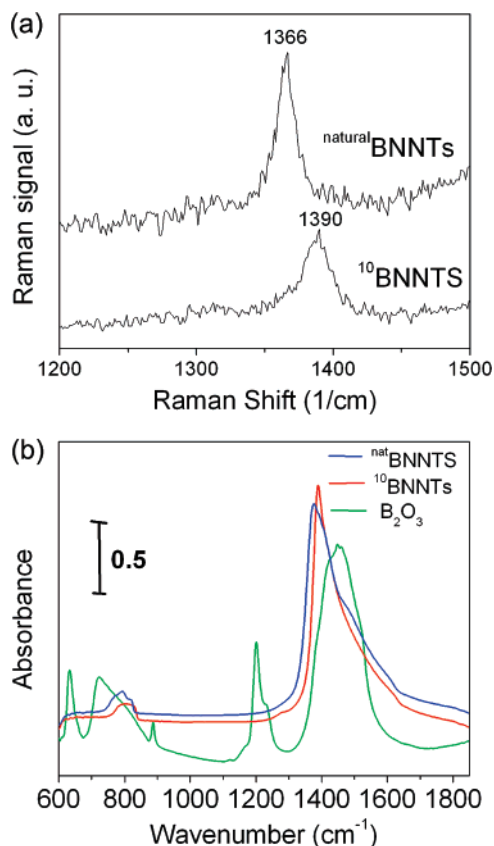 (a)
1366
naturalBNNTs
1390
10BNNTS
Raman signal (a. u.)
1200 1300 1400 1500
Raman Shift (1/cm)
(b)
natBNNTS
10BNNTs
B2O3
0.5
Absorbance
600 800 1000 1200 1400 1600 1800
Wavenumber (cm-1)